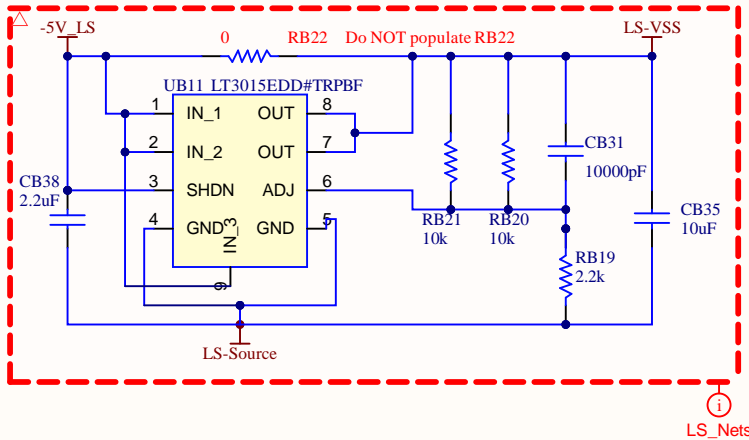 -5V_LS
0 RB22 Do NOT populate RB22
LS-VSS
UB11 LT3015EDD#TRPBF
1 IN_1 OUT 8
2 IN_2 OUT 7
3 SHDN ADJ 6
4 GND IN_3 GND 5
9
CB38
2.2uF
CB31
10000pF
RB21
10k
RB20
10k
CB35
10uF
RB19
2.2k
LS-Source
i
LS_Nets